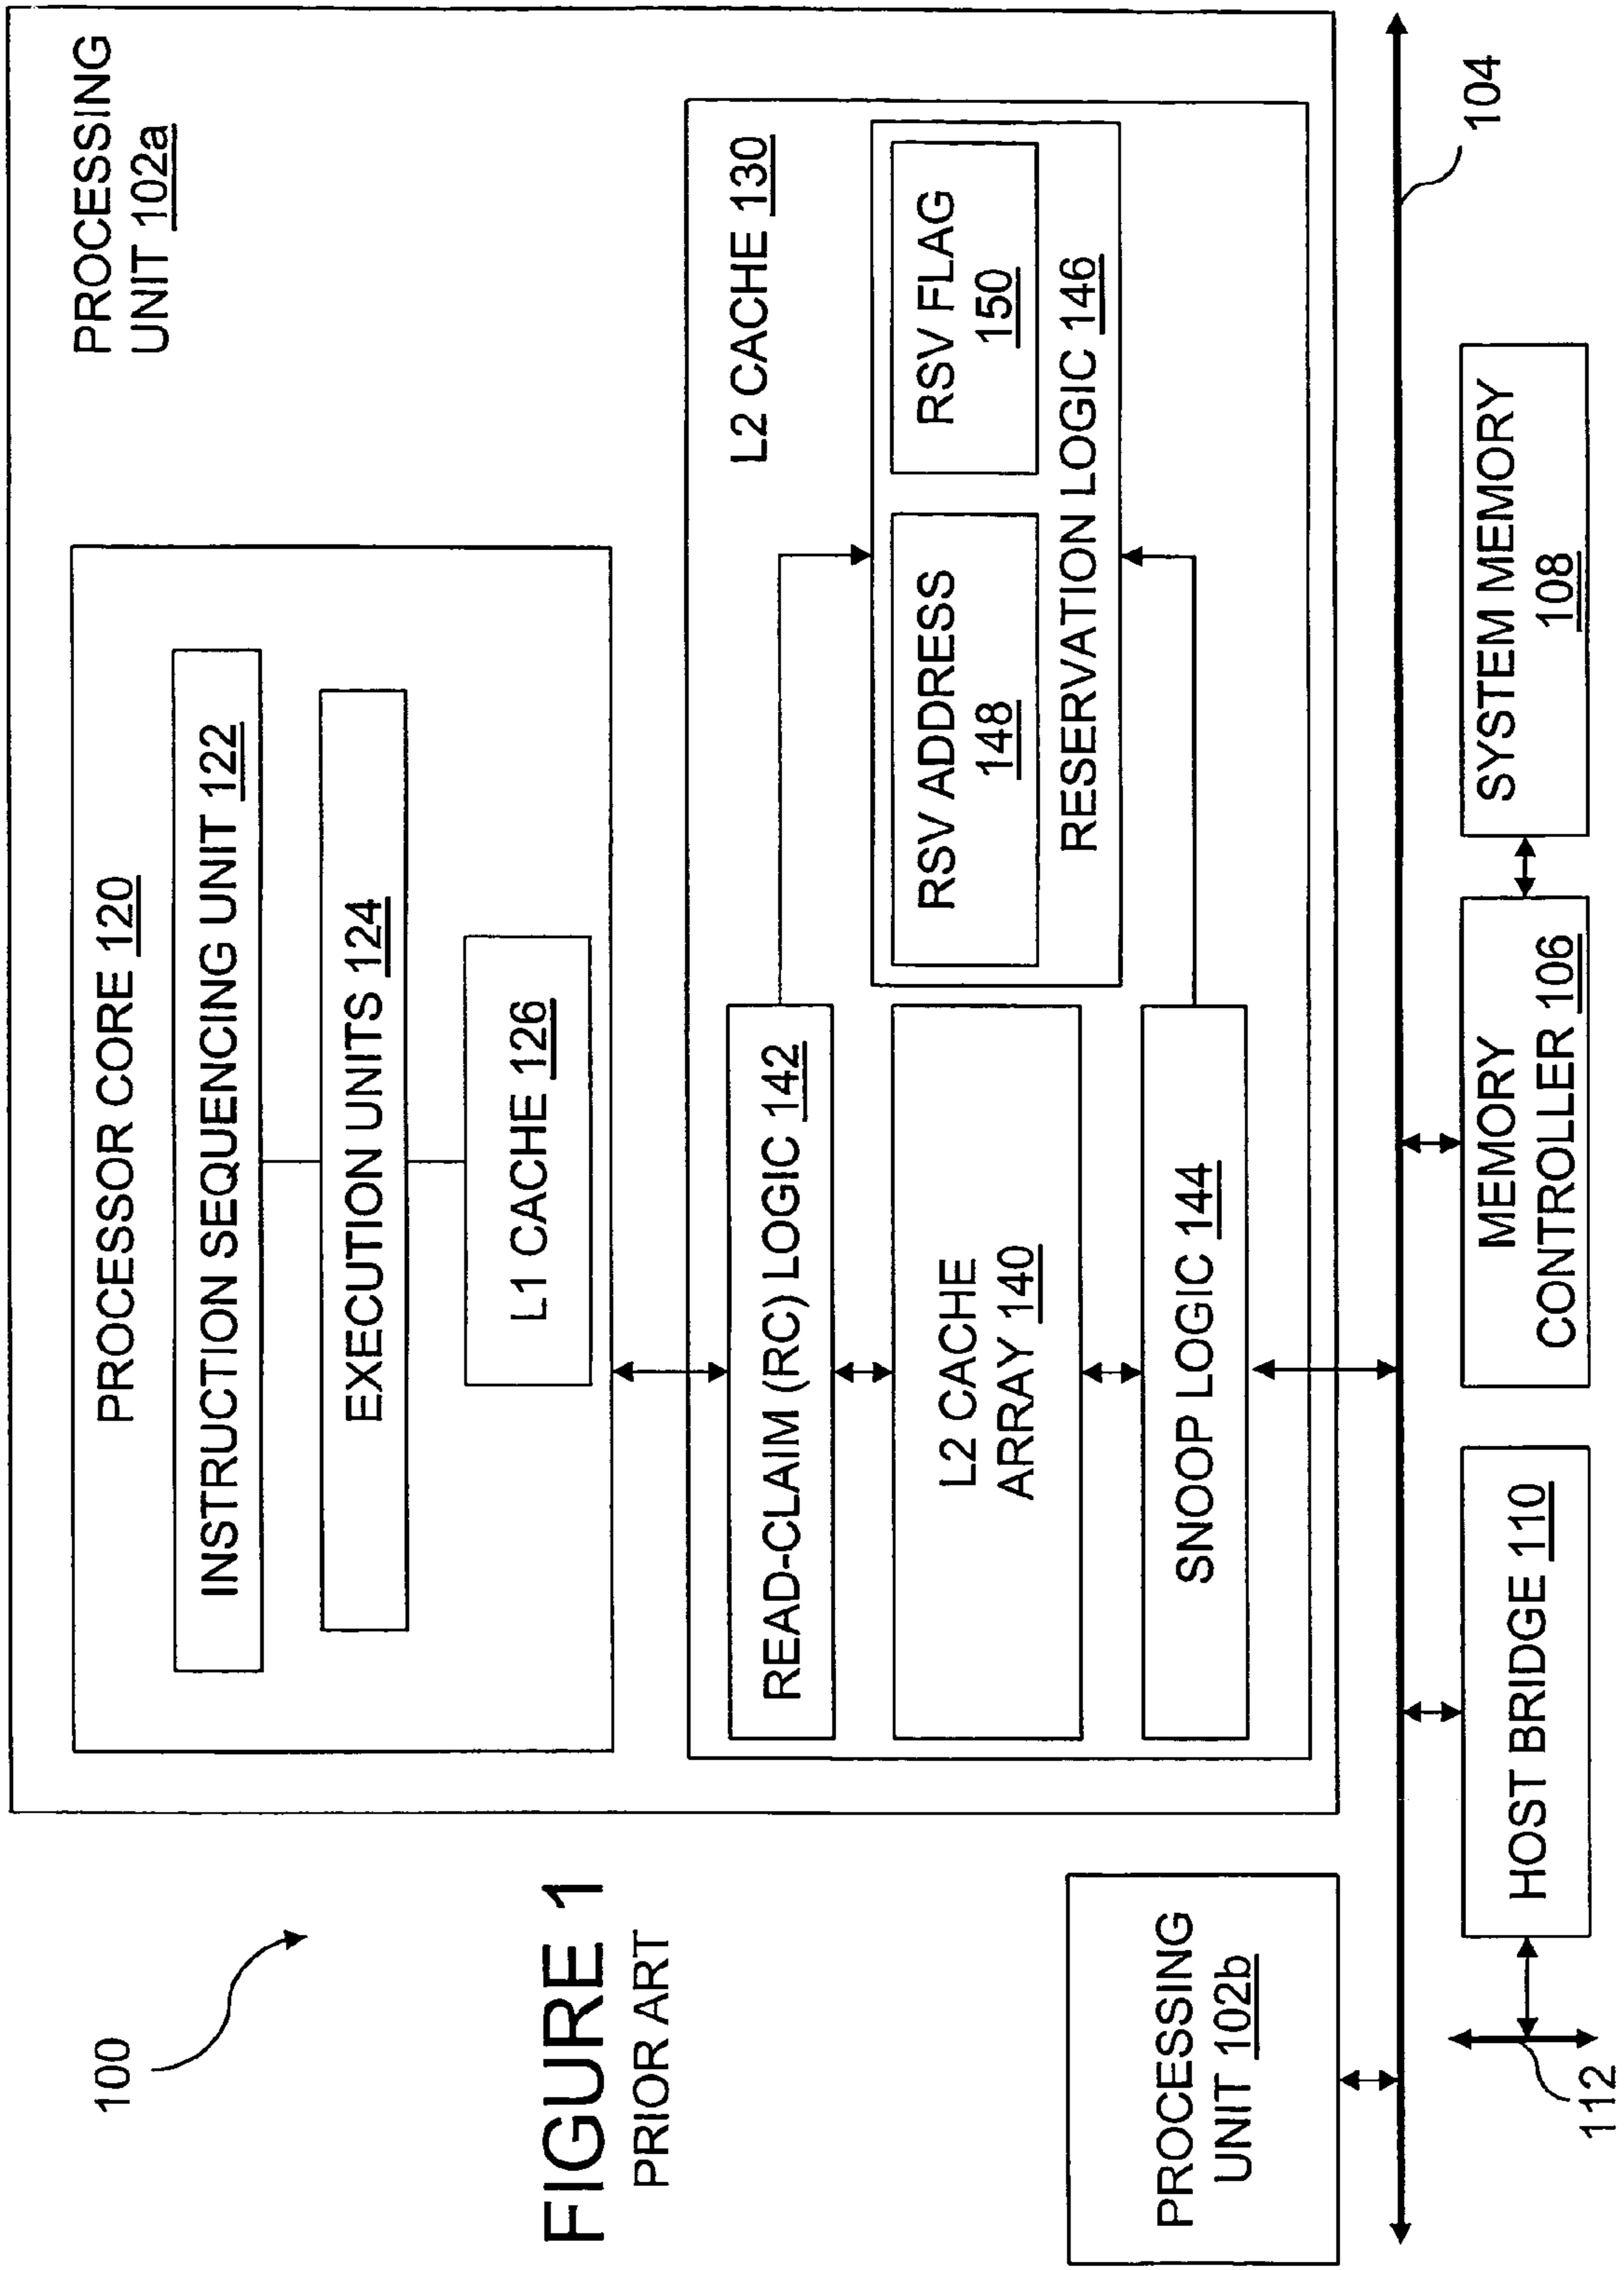 100
FIGURE 1
PRIOR ART
PROCESSING
UNIT 102a
PROCESSOR CORE 120
INSTRUCTION SEQUENCING UNIT 122
EXECUTION UNITS 124
L1 CACHE 126
L2 CACHE 130
READ-CLAIM (RC) LOGIC 142
L2 CACHE
ARRAY 140
SNOOP LOGIC 144
RSV ADDRESS
148
RSV FLAG
150
RESERVATION LOGIC 146
PROCESSING
UNIT 102b
104
112
HOST BRIDGE 110
MEMORY
CONTROLLER 106
SYSTEM MEMORY
108